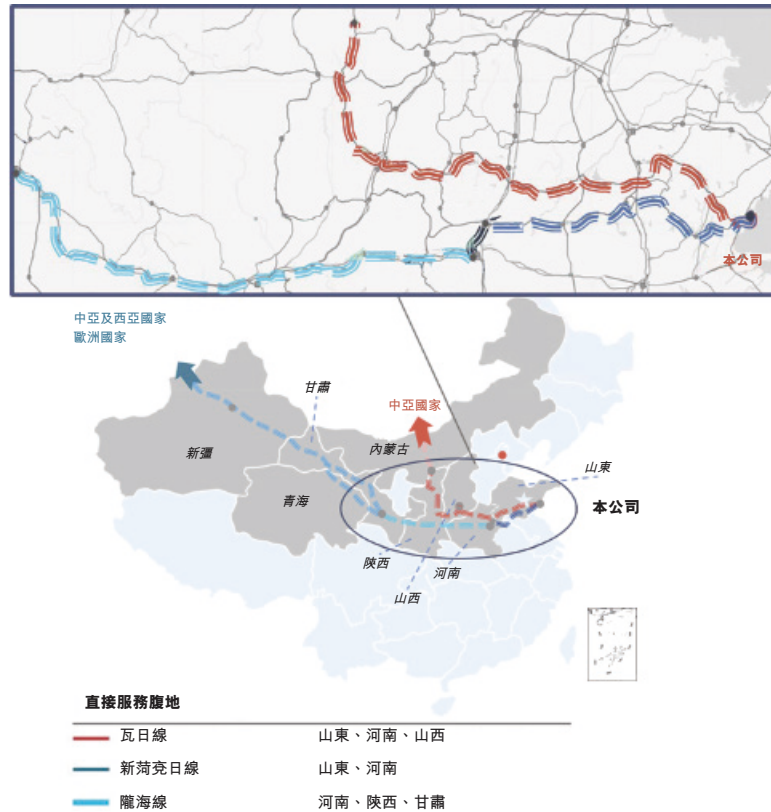 本公司
中亞及西亞國家
歐洲國家
甘肅
中亞國家
新疆
內蒙古
山東
青海
本公司
陝西
河南
山西
直接服務腹地
瓦日線 山東、河南、山西
新菏兗日線 山東、河南
隴海線 河南、陝西、甘肅